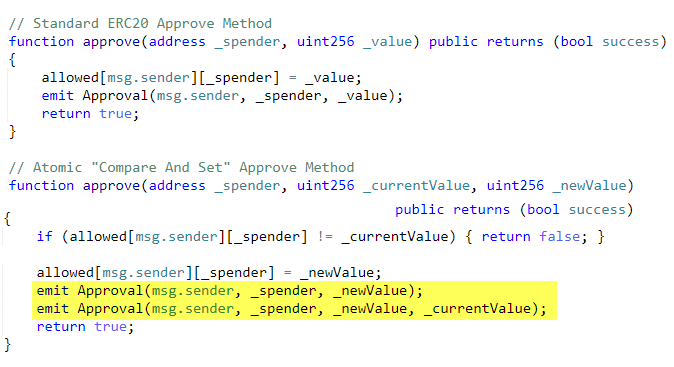 // Standard ERC20 Approve Method
function approve(address _spender, uint256 _value) public returns (bool success)
{
allowed[msg.sender][_spender] = _value;
emit Approval(msg.sender, _spender, _value);
return true;
}
// Atomic "Compare And Set" Approve Method
function approve(address _spender, uint256 _currentValue, uint256 _newValue)
public returns (bool success)
{
if (allowed[msg.sender][_spender] != _currentValue) { return false; }
allowed[msg.sender][_spender] = _newValue;
emit Approval(msg.sender, _spender, _newValue);
emit Approval(msg.sender, _spender, _newValue, _currentValue);
return true;
}